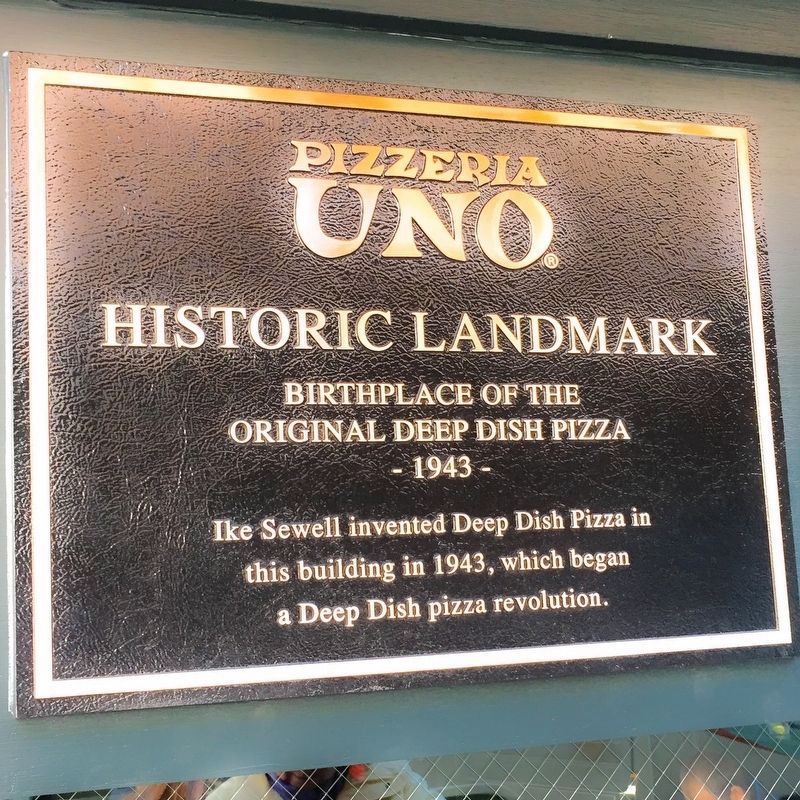 PIZZERIA
UNO®
HISTORIC LANDMARK
BIRTHPLACE OF THE
ORIGINAL DEEP DISH PIZZA
- 1943 -
Ike Sewell invented Deep Dish Pizza in
this building in 1943, which began
a Deep Dish pizza revolution.